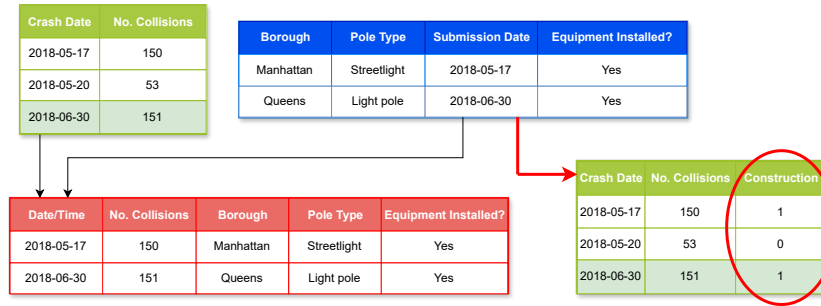 Crash Date No. Collisions
2018-05-17 150
2018-05-20 53
2018-06-30 151
Borough Pole Type Submission Date Equipment Installed?
Manhattan Streetlight 2018-05-17 Yes
Queens Light pole 2018-06-30 Yes
Date/Time No. Collisions Borough Pole Type Equipment Installed?
2018-05-17 150 Manhattan Streetlight Yes
2018-06-30 151 Queens Light pole Yes
Crash Date No. Collisions Construction
2018-05-17 150 1
2018-05-20 53 0
2018-06-30 151 1